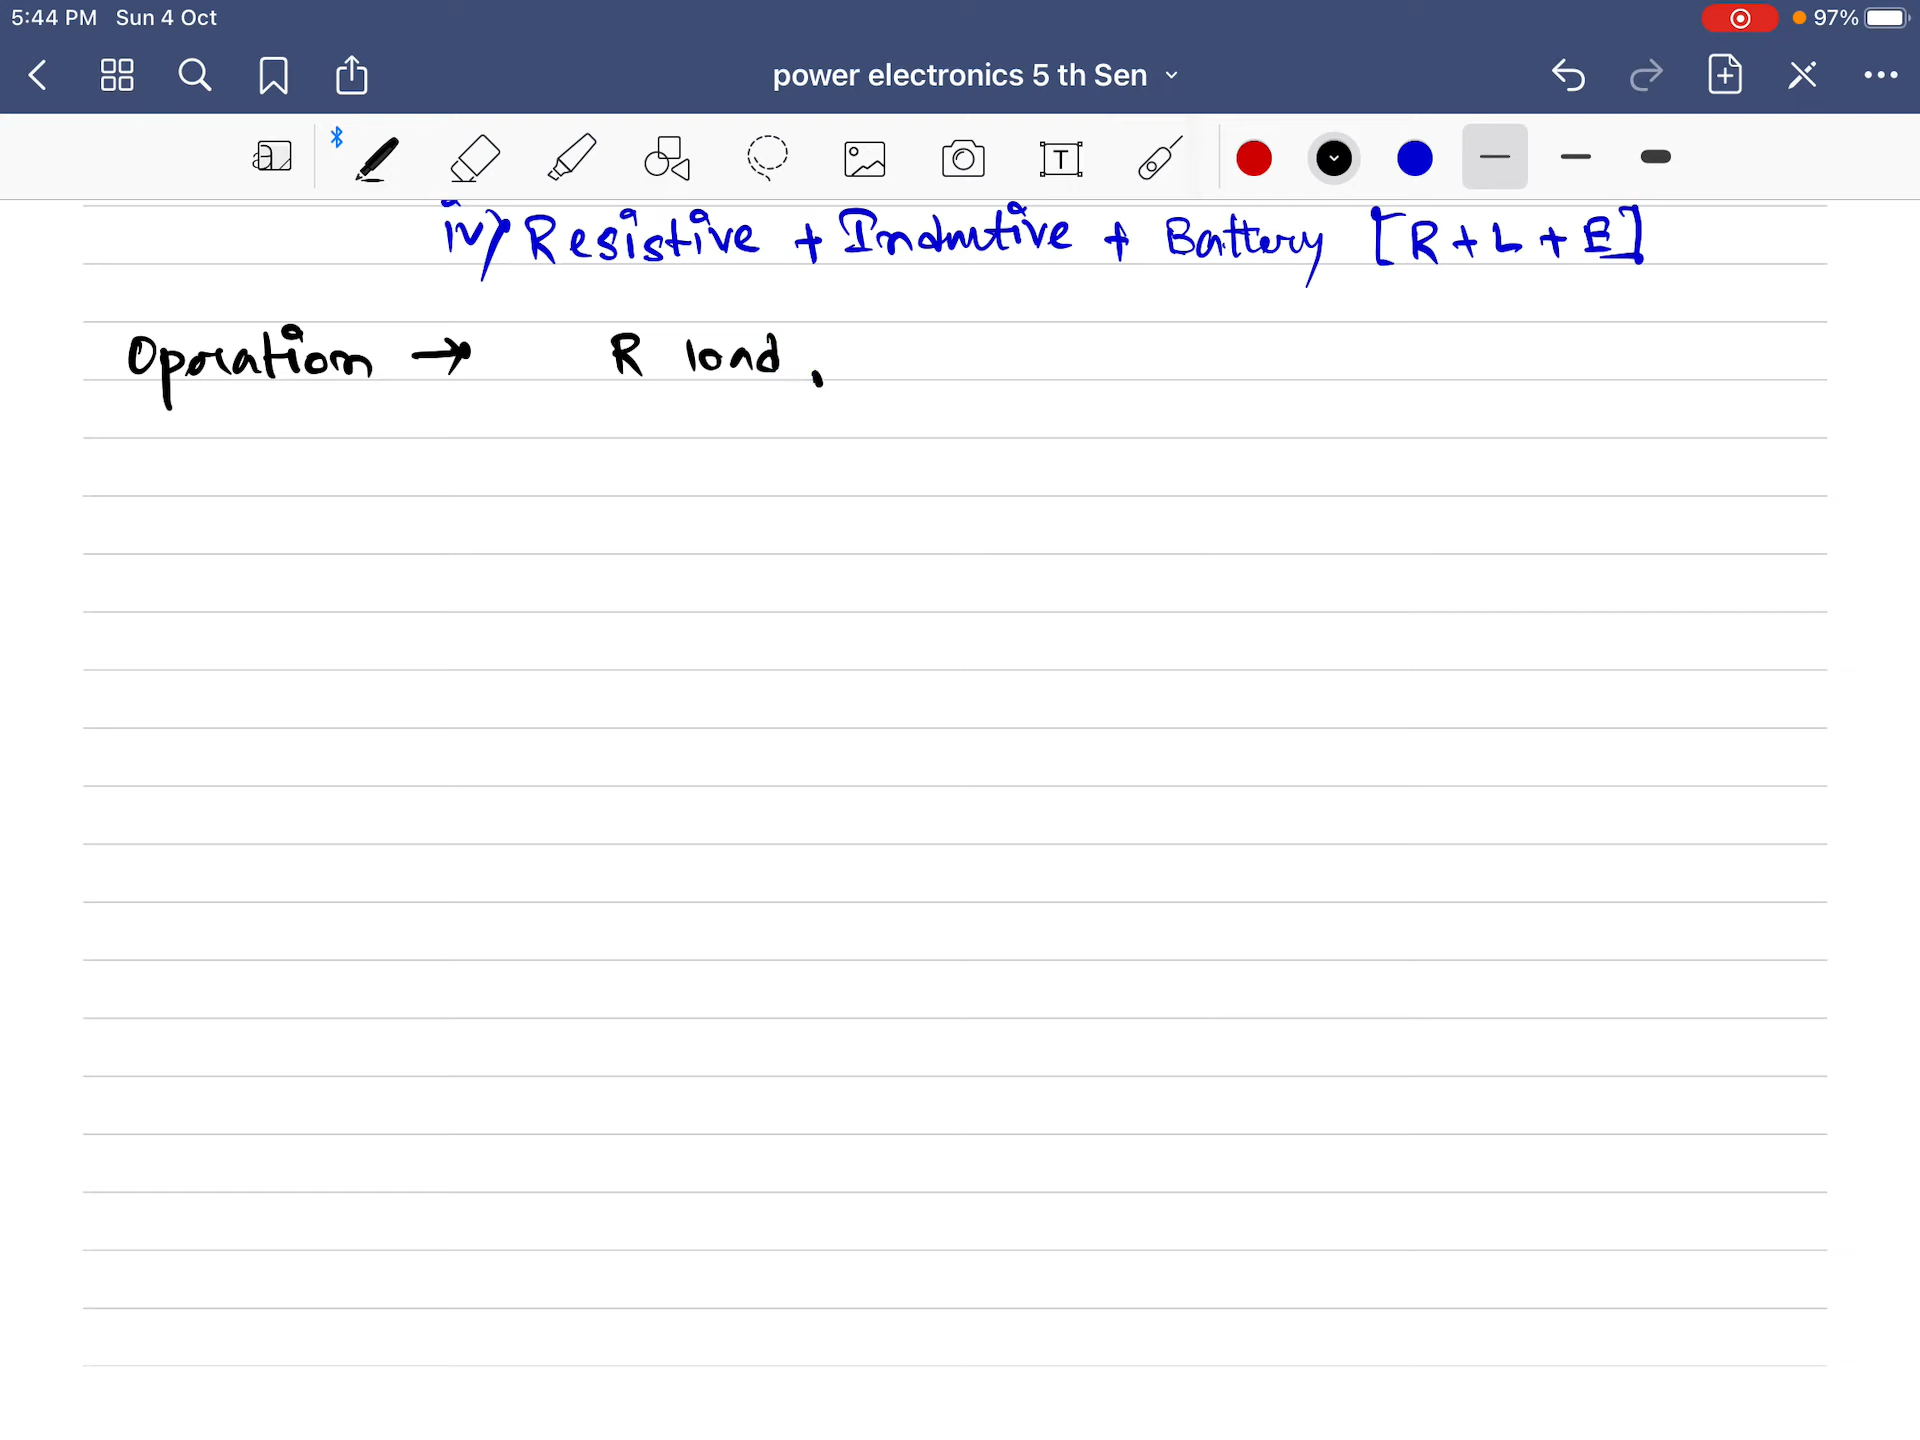 5:44 PM Sun 4 Oct
97%
power electronics 5 th Sen
T
iv) Resistive + Inductive + Battery [R + L + E]
Operation → R load.